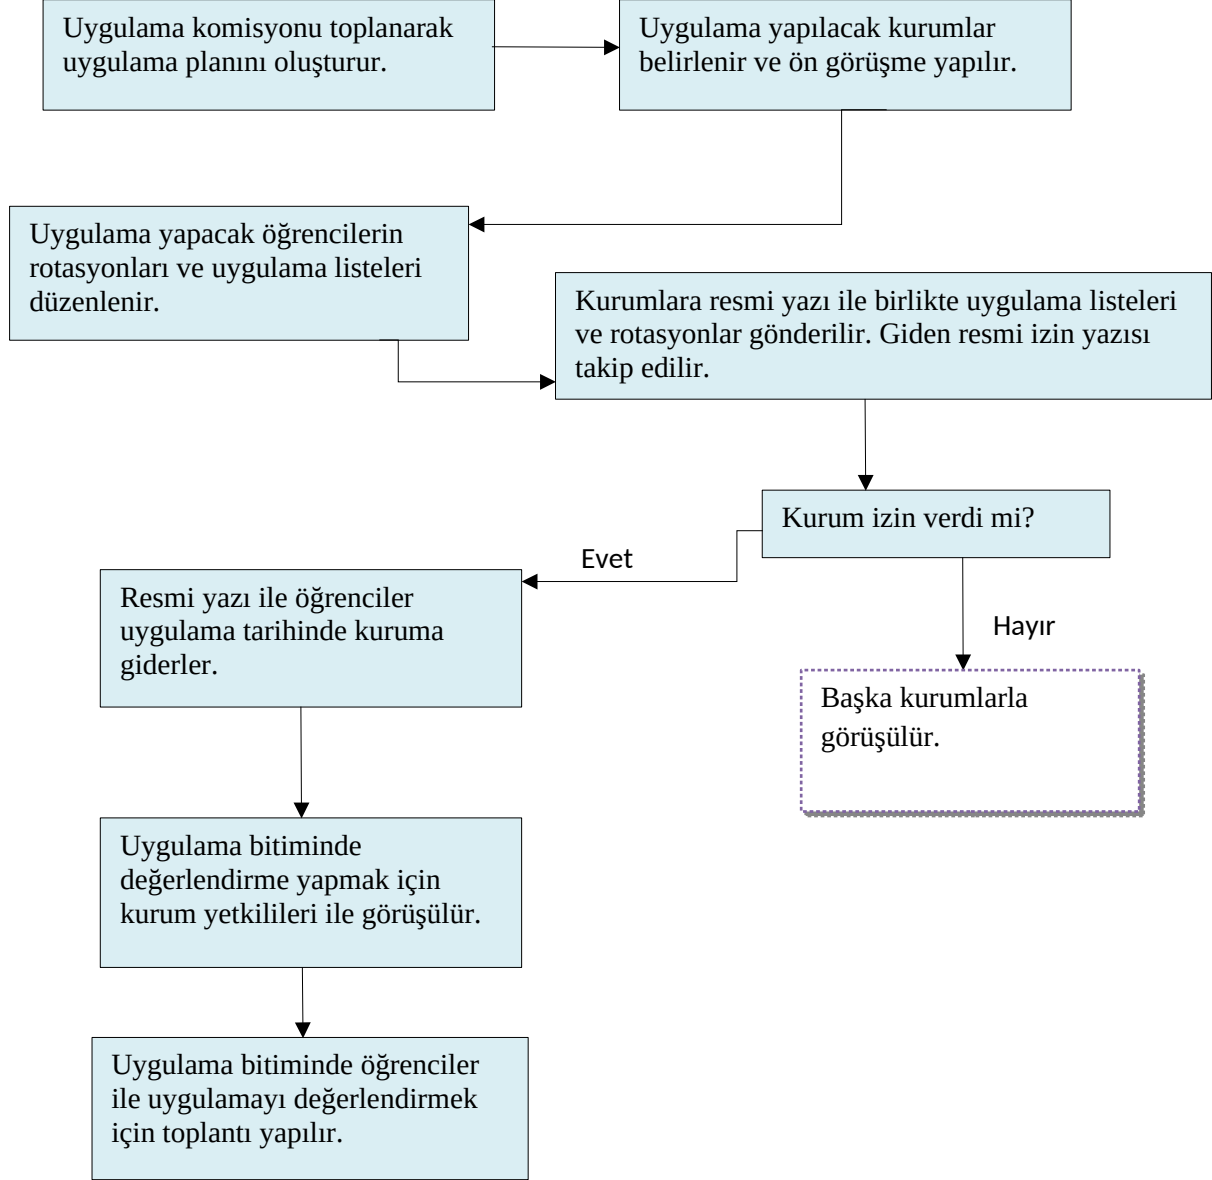 Uygulama komisyonu toplanarak
uygulama planını oluşturur.
Uygulama yapılacak kurumlar
belirlenir ve ön görüşme yapılır.
Uygulama yapacak öğrencilerin
rotasyonları ve uygulama listeleri
düzenlenir.
Kurumlara resmi yazı ile birlikte uygulama listeleri
ve rotasyonlar gönderilir. Giden resmi izin yazısı
takip edilir.
Kurum izin verdi mi?
Evet
Hayır
Resmi yazı ile öğrenciler
uygulama tarihinde kuruma
giderler.
Başka kurumlarla
görüşülür.
Uygulama bitiminde
değerlendirme yapmak için
kurum yetkilileri ile görüşülür.
Uygulama bitiminde öğrenciler
ile uygulamayı değerlendirmek
için toplantı yapılır.